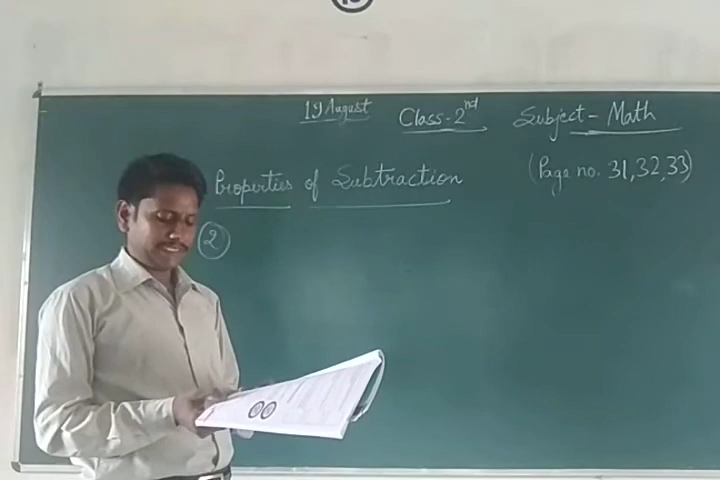 19 August Class-2nd Subject - Math
Properties of Subtraction (Page no. 31,32,33)
2